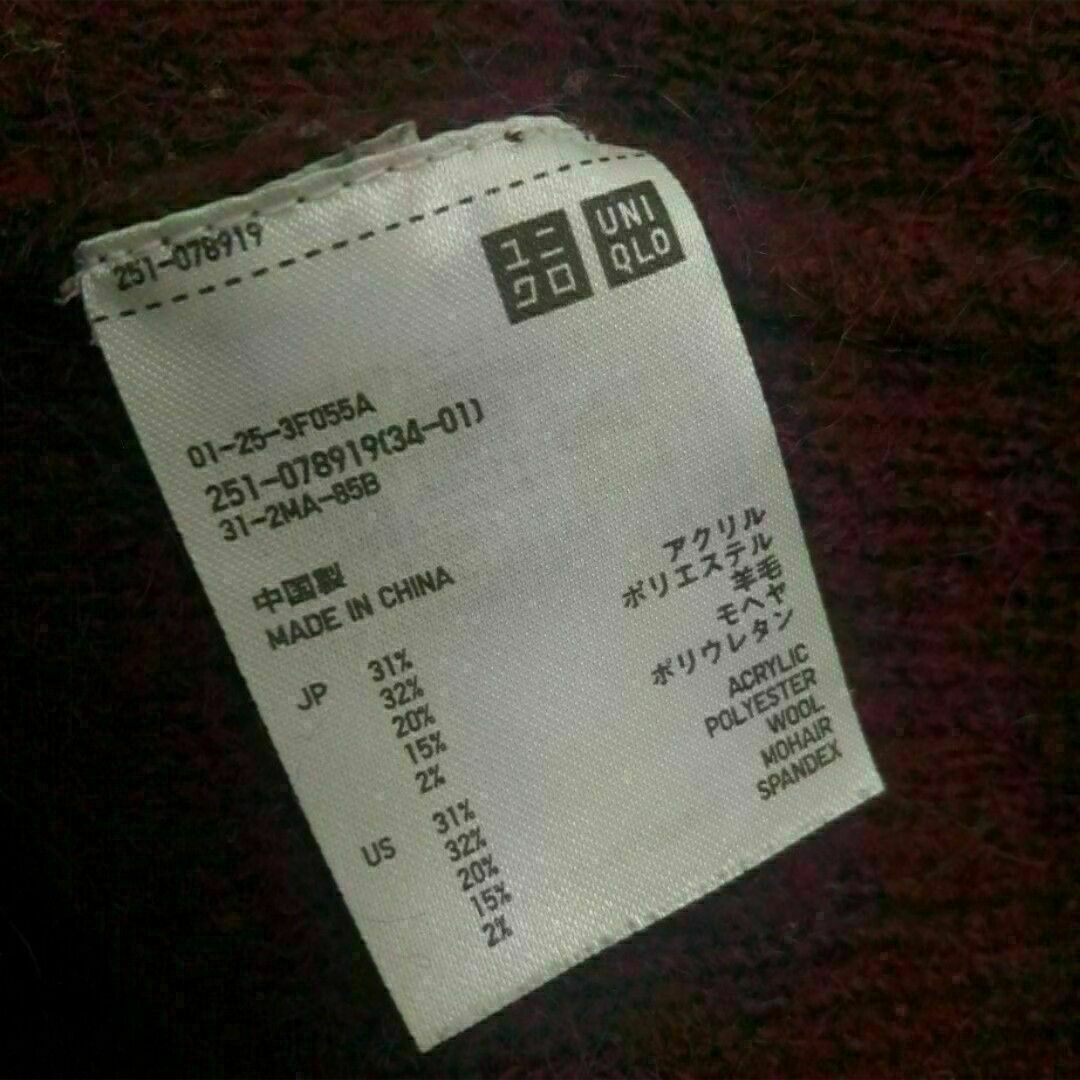 251-078919
ユニ
クロ
UNI
QLO
01-25-3F055A
251-078919(34-01)
31-2MA-85B
中国製
MADE IN CHINA
JP 31% アクリル
32% ポリエステル
20% 羊毛
15% モヘヤ
2% ポリウレタン
US 31% ACRYLIC
32% POLYESTER
20% WOOL
15% MOHAIR
2% SPANDEX